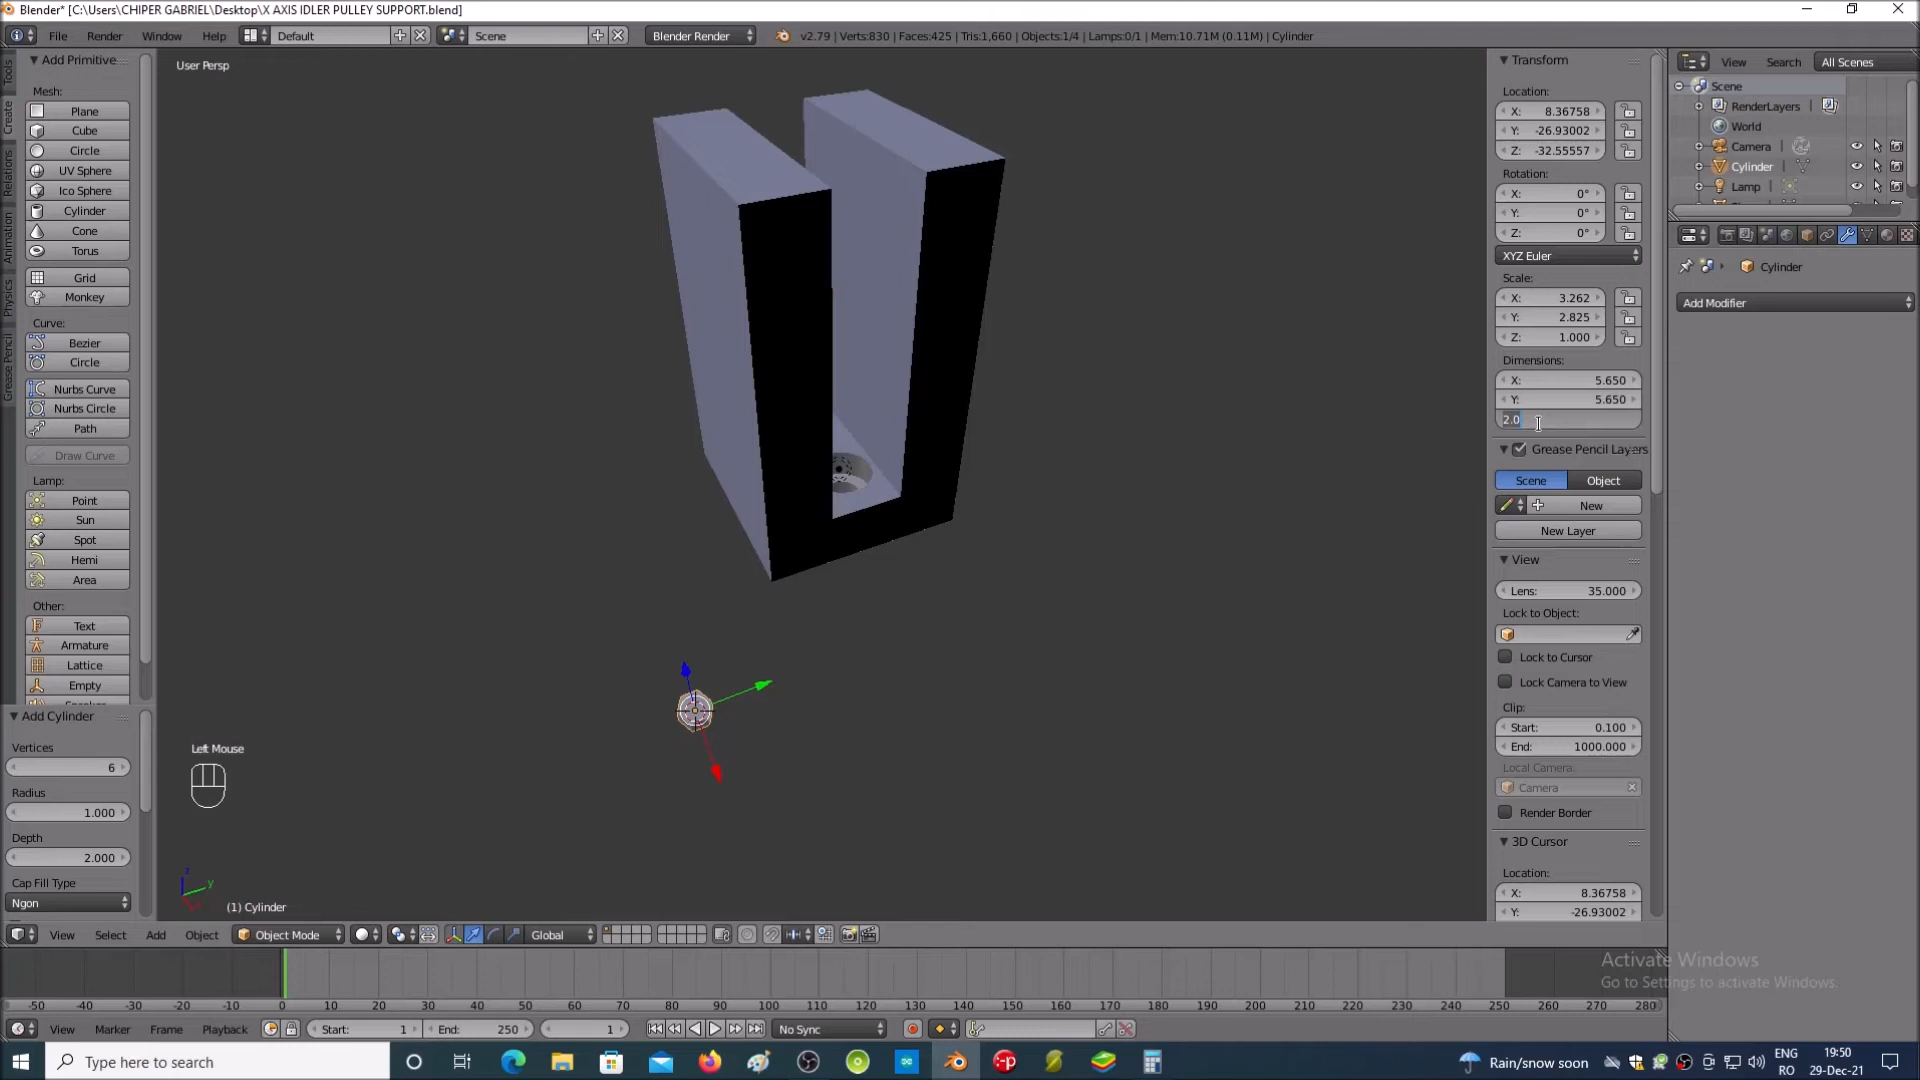 Blender* [C:\Users\CHIPER GABRIEL\Desktop\X AXIS IDLER PULLEY SUPPORT.blend]
File Render Window Help Default Scene Blender Render v2.79 | Verts:830 | Faces:425 | Tris:1,660 | Objects:1/4 | Lamps:0/1 | Mem:10.71M (0.11M) | Cylinder
Tools
Create
Relations
Animation
Physics
Grease Pencil
Add Primitive
Mesh:
Plane
Cube
Circle
UV Sphere
Ico Sphere
Cylinder
Cone
Torus
Grid
Monkey
Curve:
Bezier
Circle
Nurbs Curve
Nurbs Circle
Path
Draw Curve
Lamp:
Point
Sun
Spot
Hemi
Area
Other:
Text
Armature
Lattice
Empty
Add Cylinder
Vertices
6
Radius
1.000
Depth
2.000
Cap Fill Type
Ngon
User Persp
Left Mouse
z
y
(1) Cylinder
Transform
Location:
X: 8.36758
Y: -26.93002
Z: -32.55557
Rotation:
X: 0°
Y: 0°
Z: 0°
XYZ Euler
Scale:
X: 3.262
Y: 2.825
Z: 1.000
Dimensions:
X: 5.650
Y: 5.650
2.0
Grease Pencil Layers
Scene Object
New
New Layer
View
Lens: 35.000
Lock to Object:
Lock to Cursor
Lock Camera to View
Clip:
Start: 0.100
End: 1000.000
Local Camera:
Camera
Render Border
3D Cursor
Location:
X: 8.36758
Y: -26.93002
View Search All Scenes
Scene
RenderLayers
World
Camera
Cylinder
Lamp
Cylinder
Add Modifier
View Select Add Object Object Mode Global
-50 -40 -30 -20 -10 0 10 20 30 40 50 60 70 80 90 100 110 120 130 140 150 160 170 180 190 200 210 220 230 240 250 260 270 280
View Marker Frame Playback Start: 1 End: 250 1 No Sync
Activate Windows
Go to Settings to activate Windows.
Type here to search
Rain/snow soon
ENG
RO
19:50
29-Dec-21